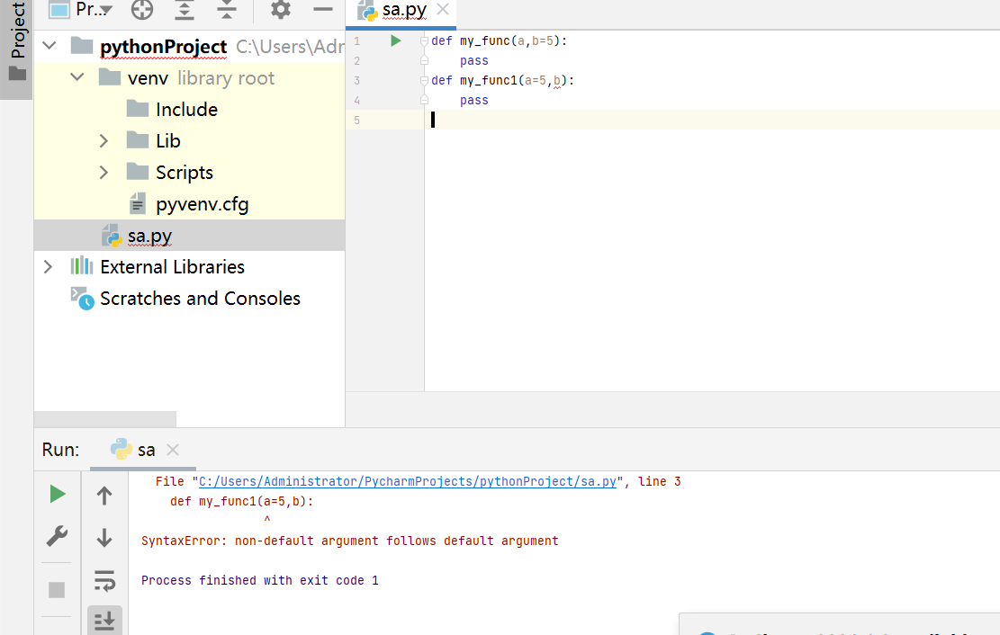 Project
Pr...
sa.py
pythonProject C:\Users\Adr
venv library root
Include
Lib
Scripts
pyvenv.cfg
sa.py
External Libraries
Scratches and Consoles
1 def my_func(a,b=5):
2 pass
3 def my_func1(a=5,b):
4 pass
5
Run: sa
File "C:/Users/Administrator/PycharmProjects/pythonProject/sa.py", line 3
def my_func1(a=5,b):
^
SyntaxError: non-default argument follows default argument
Process finished with exit code 1